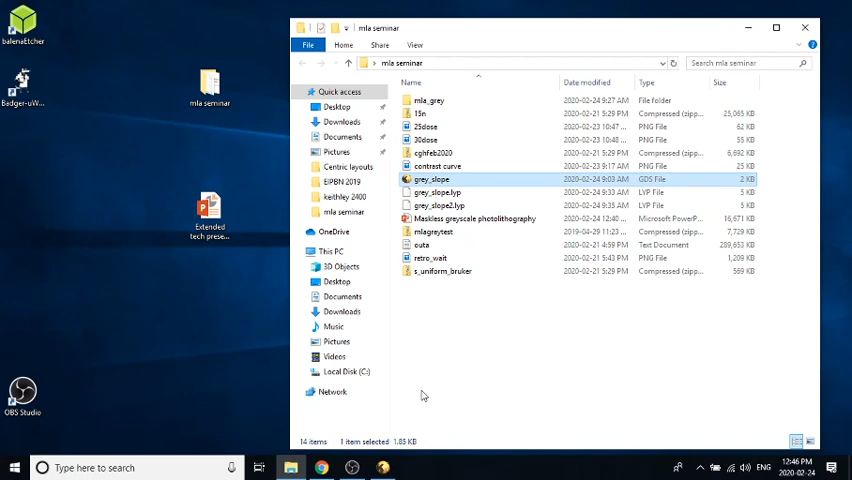 balenaEtcher
Badger-uW...
mla seminar
Extended
tech prese...
OBS Studio
mla seminar
File Home Share View
mla seminar
Search mla seminar
Name Date modified Type Size
Quick access
Desktop
Downloads
Documents
Pictures
Centric layouts
EIPBN 2019
keithley 2400
mla seminar
OneDrive
This PC
3D Objects
Desktop
Documents
Downloads
Music
Pictures
Videos
Local Disk (C:)
Network
mla_grey 2020-02-24 9:27 AM File folder
15n 2020-02-21 5:29 PM Compressed (zipp... 25,065 KB
25dose 2020-02-23 10:47 ... PNG File 62 KB
30dose 2020-02-23 10:48 ... PNG File 65 KB
cghfeb2020 2020-02-21 5:29 PM Compressed (zipp... 6,692 KB
contrast curve 2020-02-23 9:17 AM PNG File 25 KB
grey_slope 2020-02-24 9:03 AM GDS File 2 KB
grey_slope.lyp 2020-02-24 9:33 AM LYP File 5 KB
grey_slope2.lyp 2020-02-24 9:35 AM LYP File 5 KB
Maskless greyscale photolithography 2020-02-24 12:40 ... Microsoft PowerP... 16,671 KB
mlagreytest 2019-04-29 11:23 ... Compressed (zipp... 7,729 KB
outa 2020-02-21 4:59 PM Text Document 289,653 KB
retro_wait 2020-02-21 5:43 PM PNG File 1,209 KB
s_uniform_bruker 2020-02-21 5:29 PM Compressed (zipp... 569 KB
14 items 1 item selected 1.85 KB
Type here to search
ENG
12:46 PM
2020-02-24